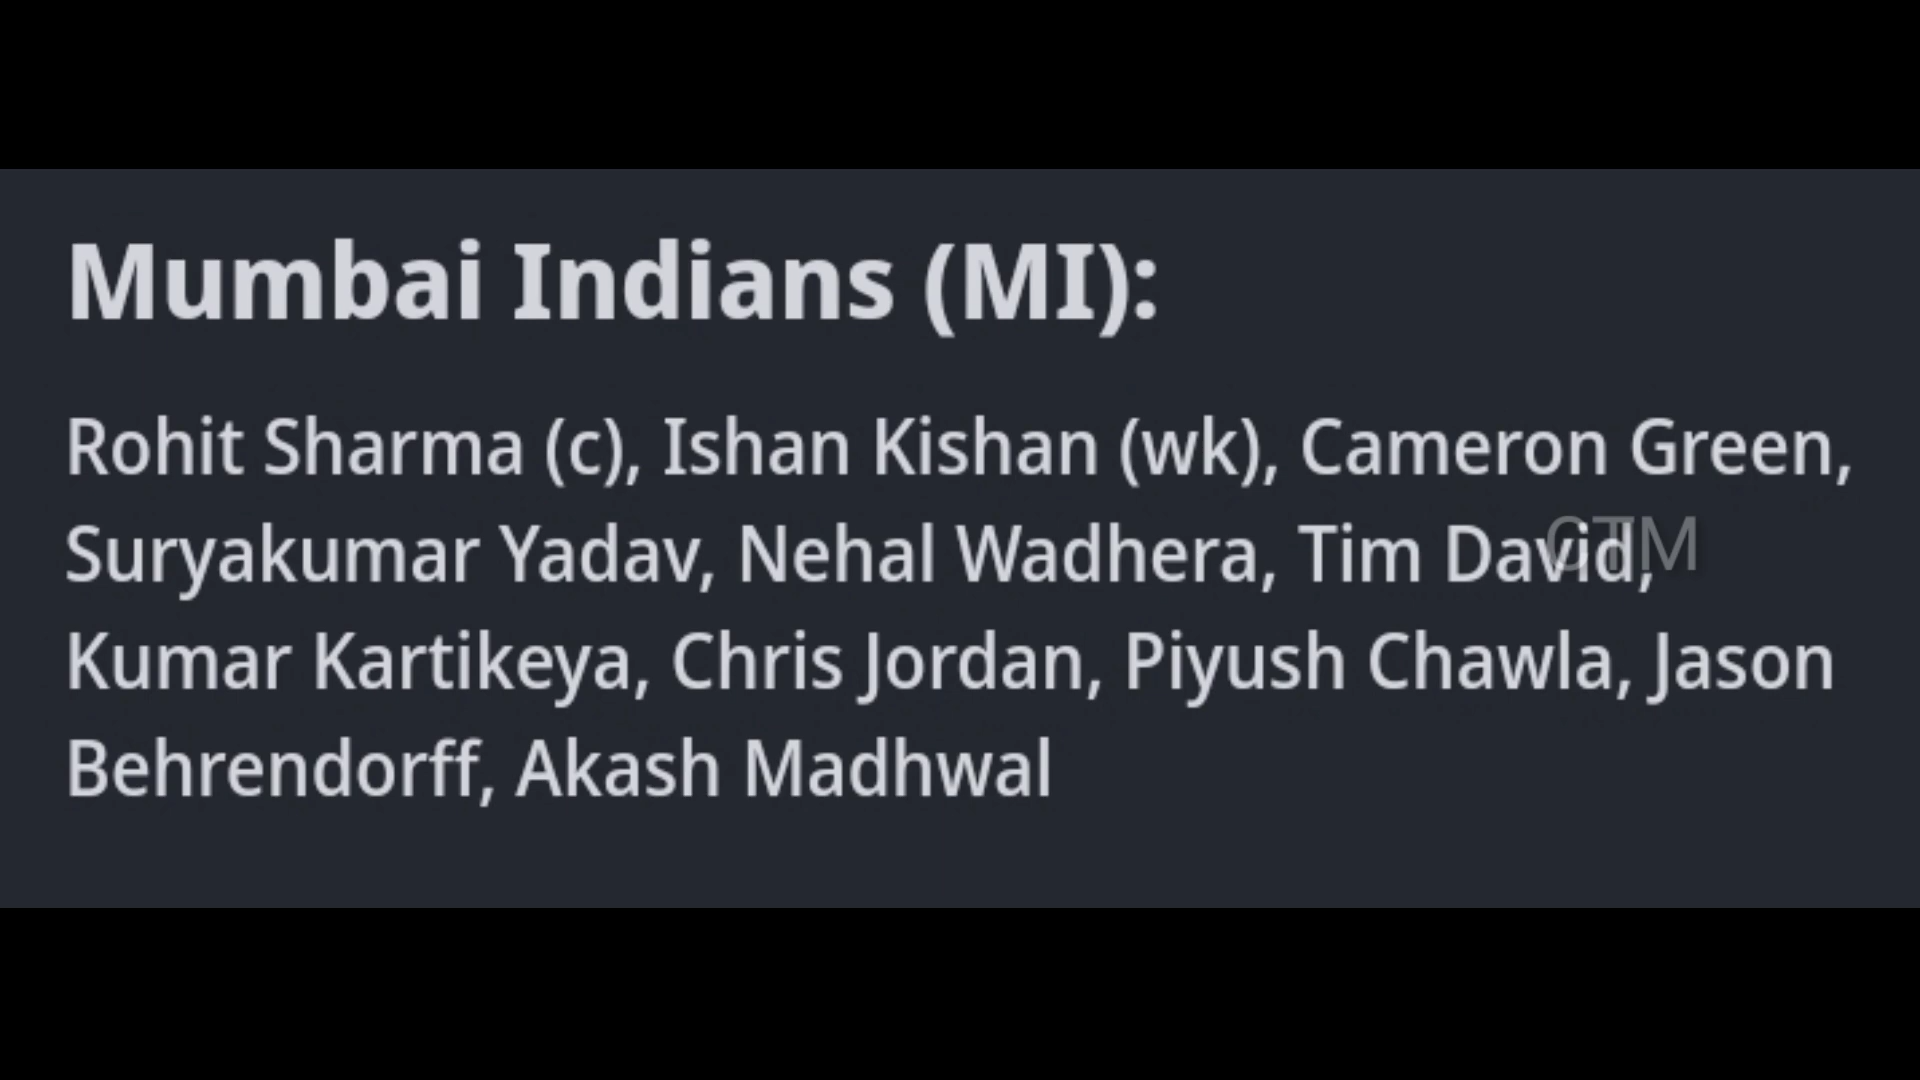 Mumbai Indians (MI):
Rohit Sharma (c), Ishan Kishan (wk), Cameron Green,
Suryakumar Yadav, Nehal Wadhera, Tim David,
CTM
Kumar Kartikeya, Chris Jordan, Piyush Chawla, Jason
Behrendorff, Akash Madhwal